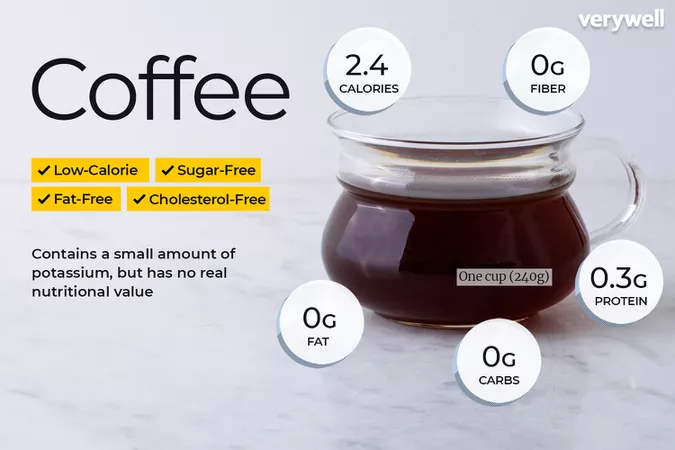 verywell
Coffee
Low-Calorie
Sugar-Free
Fat-Free
Cholesterol-Free
Contains a small amount of
potassium, but has no real
nutritional value
2.4
CALORIES
0G
FIBER
One cup (240g)
0.3G
PROTEIN
0G
FAT
0G
CARBS